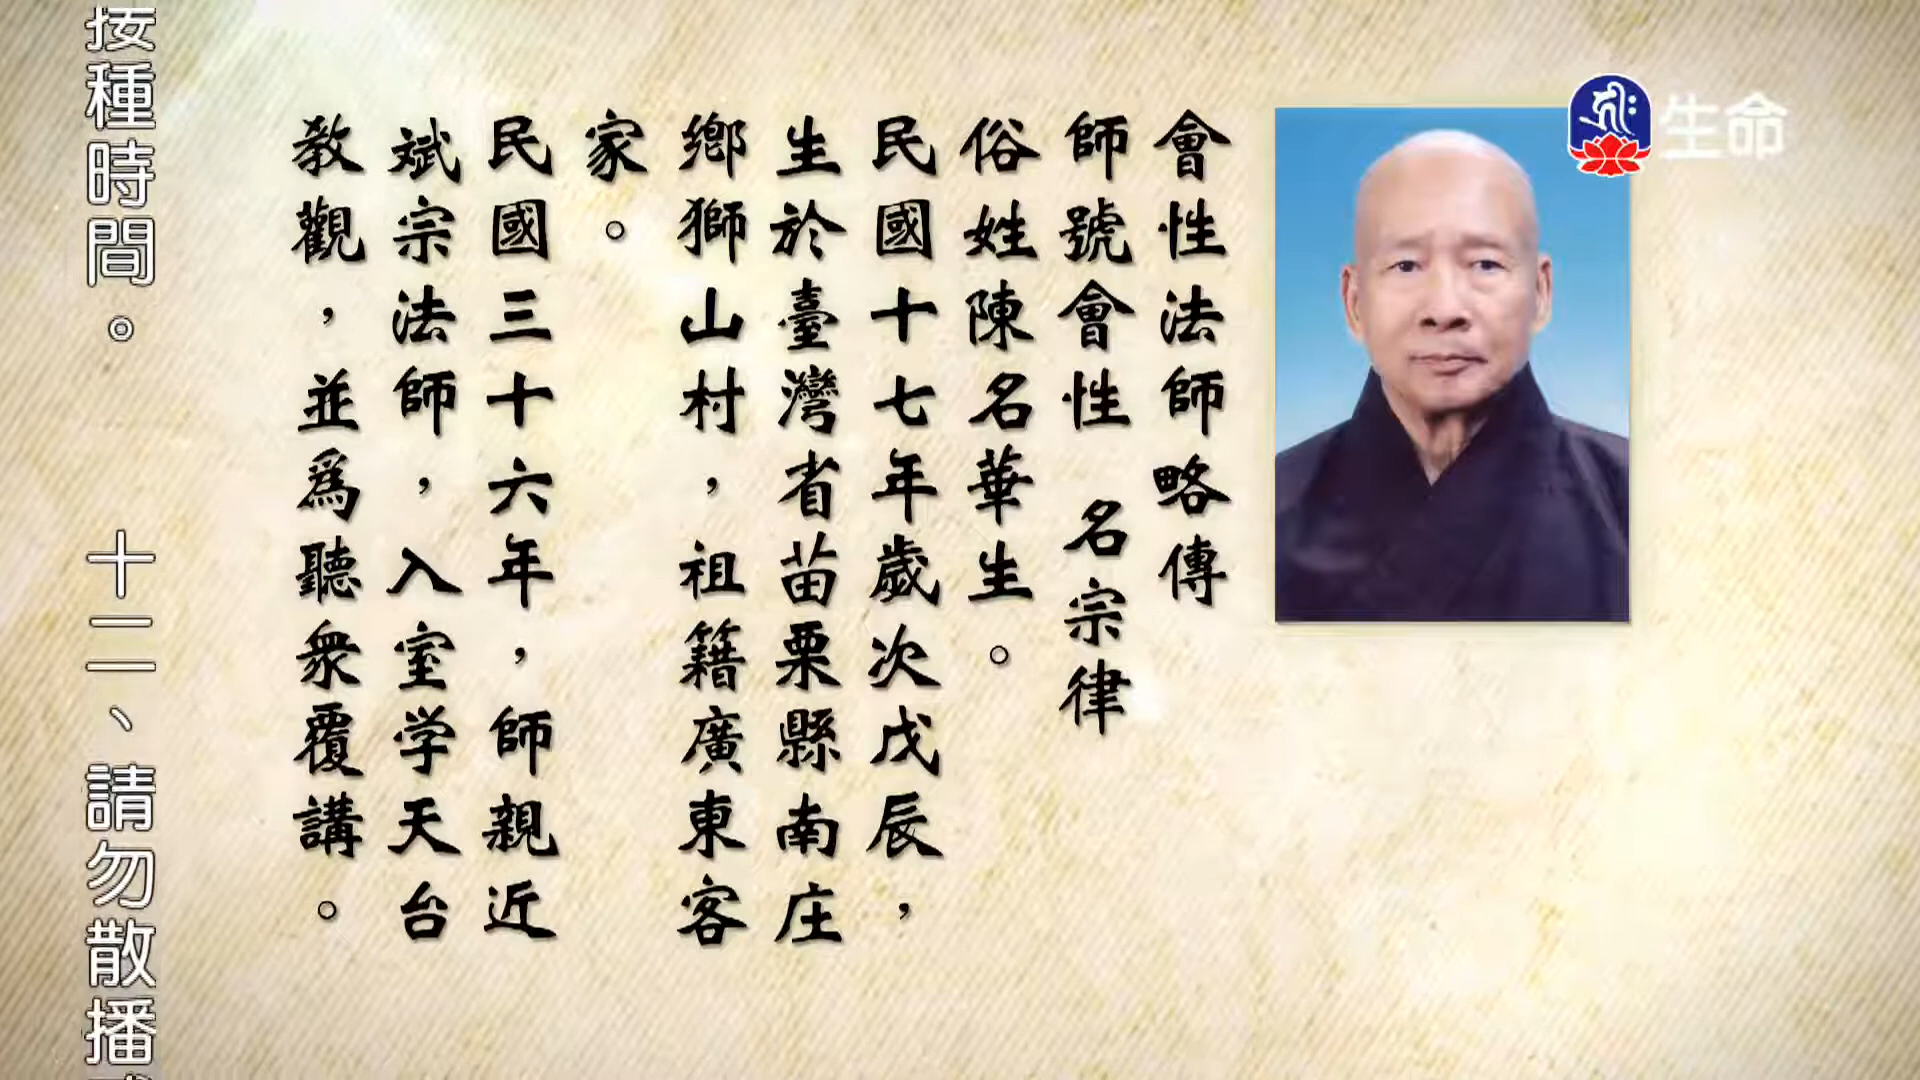 會性法師略傳
師號會性 名宗律
俗姓陳名華生。
民國十七年歲次戊辰，
生於臺灣省苗栗縣南庄
鄉獅山村，祖籍廣東客
家。
民國三十六年，師親近
斌宗法師，入室学天台
教觀，並為聽眾覆講。
生命
接種時間。 十二、請勿散播